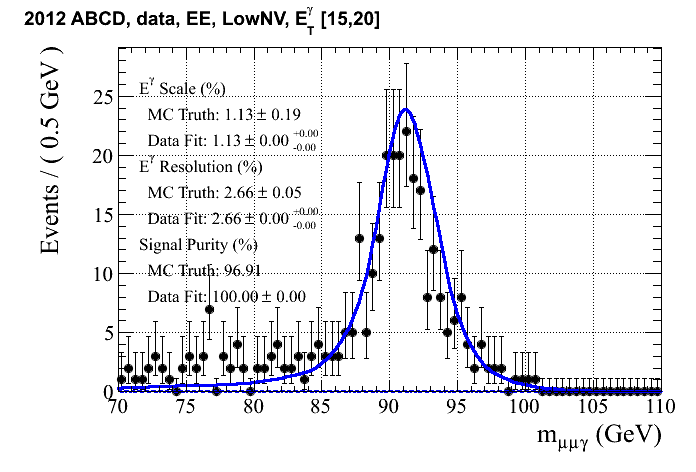 2012 ABCD, data, EE, LowNV, E_T^γ [15,20]
Events / ( 0.5 GeV )
E^γ Scale (%)
MC Truth: 1.13 ± 0.19
Data Fit: 1.13 ± 0.00 +0.00 -0.00
E^γ Resolution (%)
MC Truth: 2.66 ± 0.05
Data Fit: 2.66 ± 0.00 +0.00 -0.00
Signal Purity (%)
MC Truth: 96.91
Data Fit: 100.00 ± 0.00
25
20
15
10
5
0
70 75 80 85 90 95 100 105 110
m_μμγ (GeV)